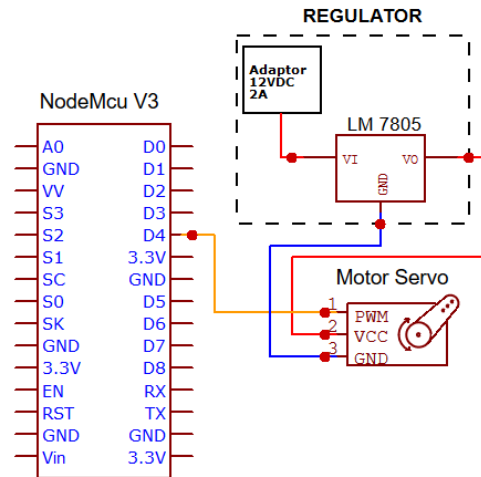 REGULATOR
Adaptor
12VDC
2A
LM 7805
VI
VO
GND
NodeMcu V3
A0 D0
GND D1
VV D2
S3 D3
S2 D4
S1 3.3V
SC GND
S0 D5
SK D6
GND D7
3.3V D8
EN RX
RST TX
GND GND
Vin 3.3V
Motor Servo
1 PWM
2 VCC
3 GND